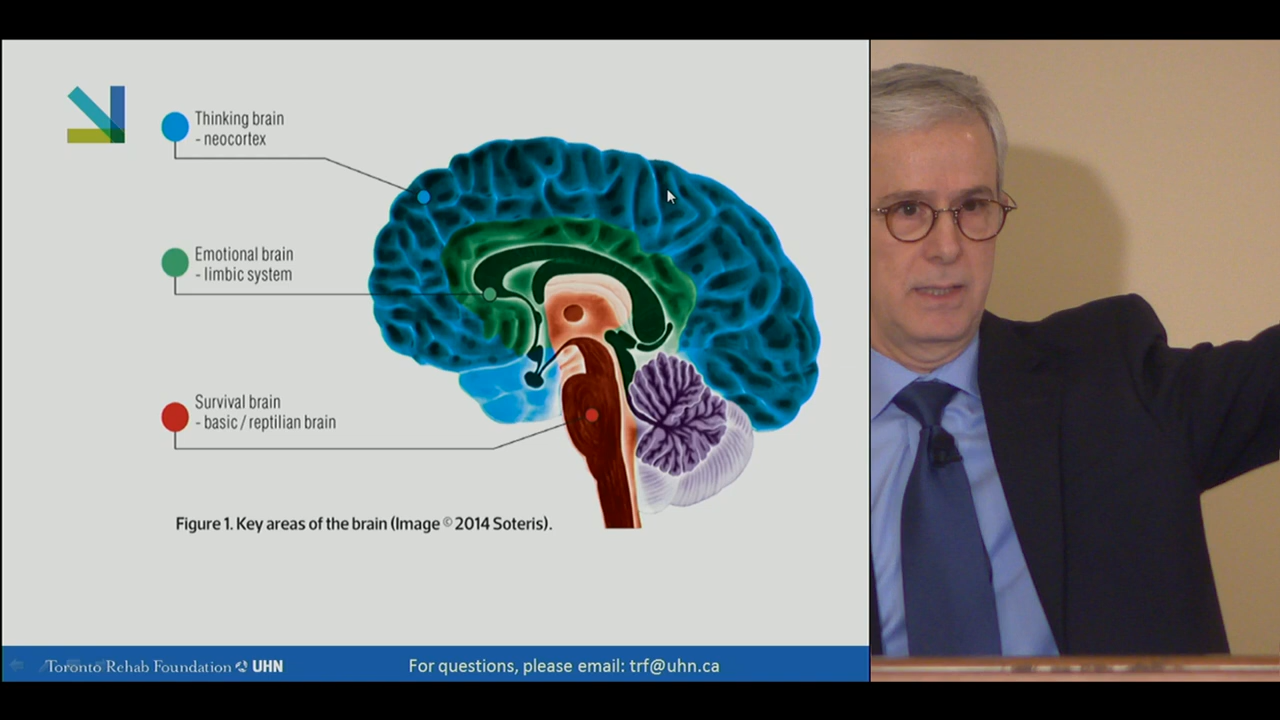 Thinking brain
- neocortex
Emotional brain
- limbic system
Survival brain
- basic / reptilian brain
Figure 1. Key areas of the brain (Image © 2014 Soteris).
Toronto Rehab Foundation UHN
For questions, please email: trf@uhn.ca